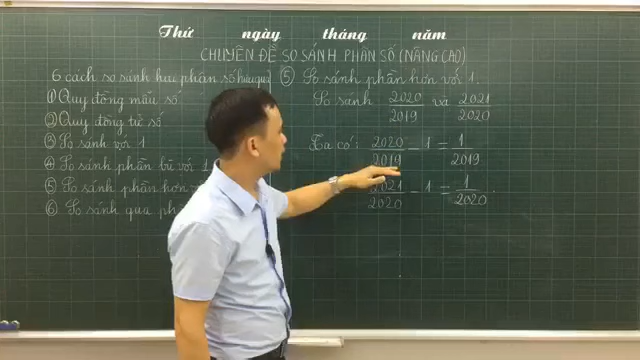 Thứ ngày tháng năm
CHUYÊN ĐỀ SO SÁNH PHÂN SỐ (NÂNG CAO)
6 cách so sánh hai phân số hiệu quả
① Quy đồng mẫu số
② Quy đồng tử số
③ So sánh với 1
④ So sánh phần bù với 1
⑤ So sánh phần hơn với
⑥ So sánh qua ph
⑤ So sánh phần hơn với 1.
So sánh 2020/2019 và 2021/2020
Ta có: 2020/2019 - 1 = 1/2019
2021/2020 - 1 = 1/2020.